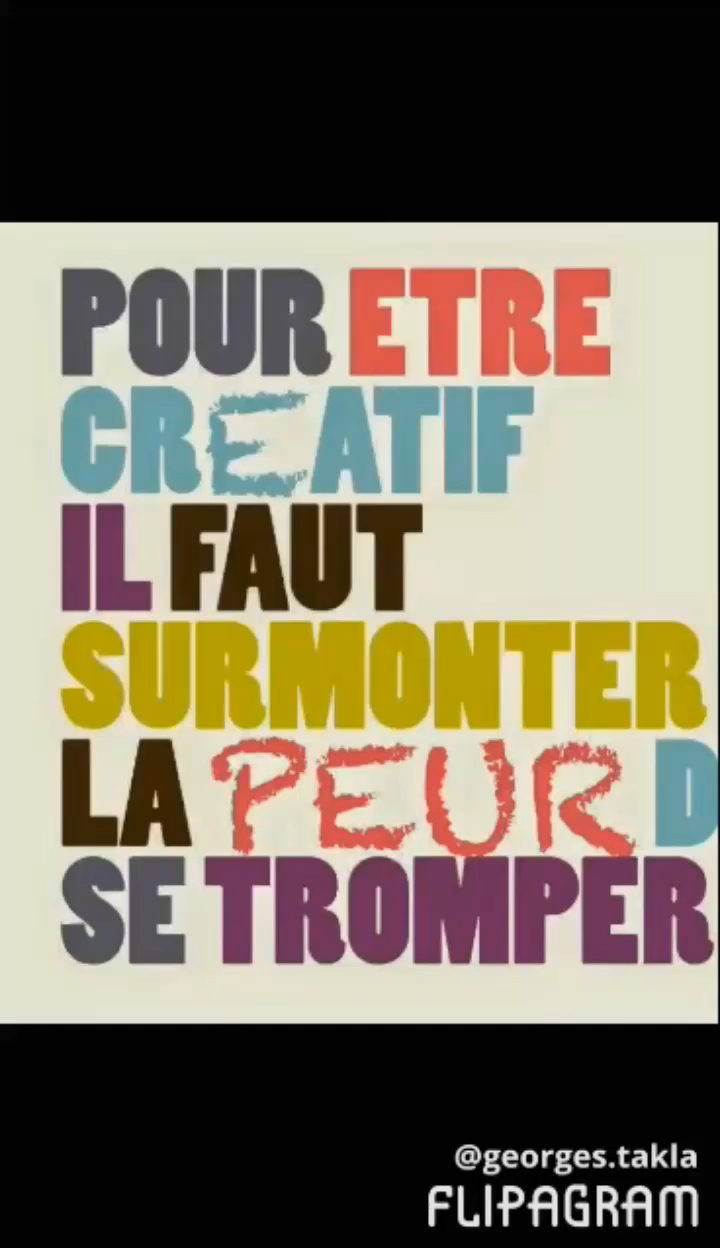 POUR ETRE
CREATIF
IL FAUT
SURMONTER
LA PEUR D
SE TROMPER
@georges.takla
FLIPAGRAM